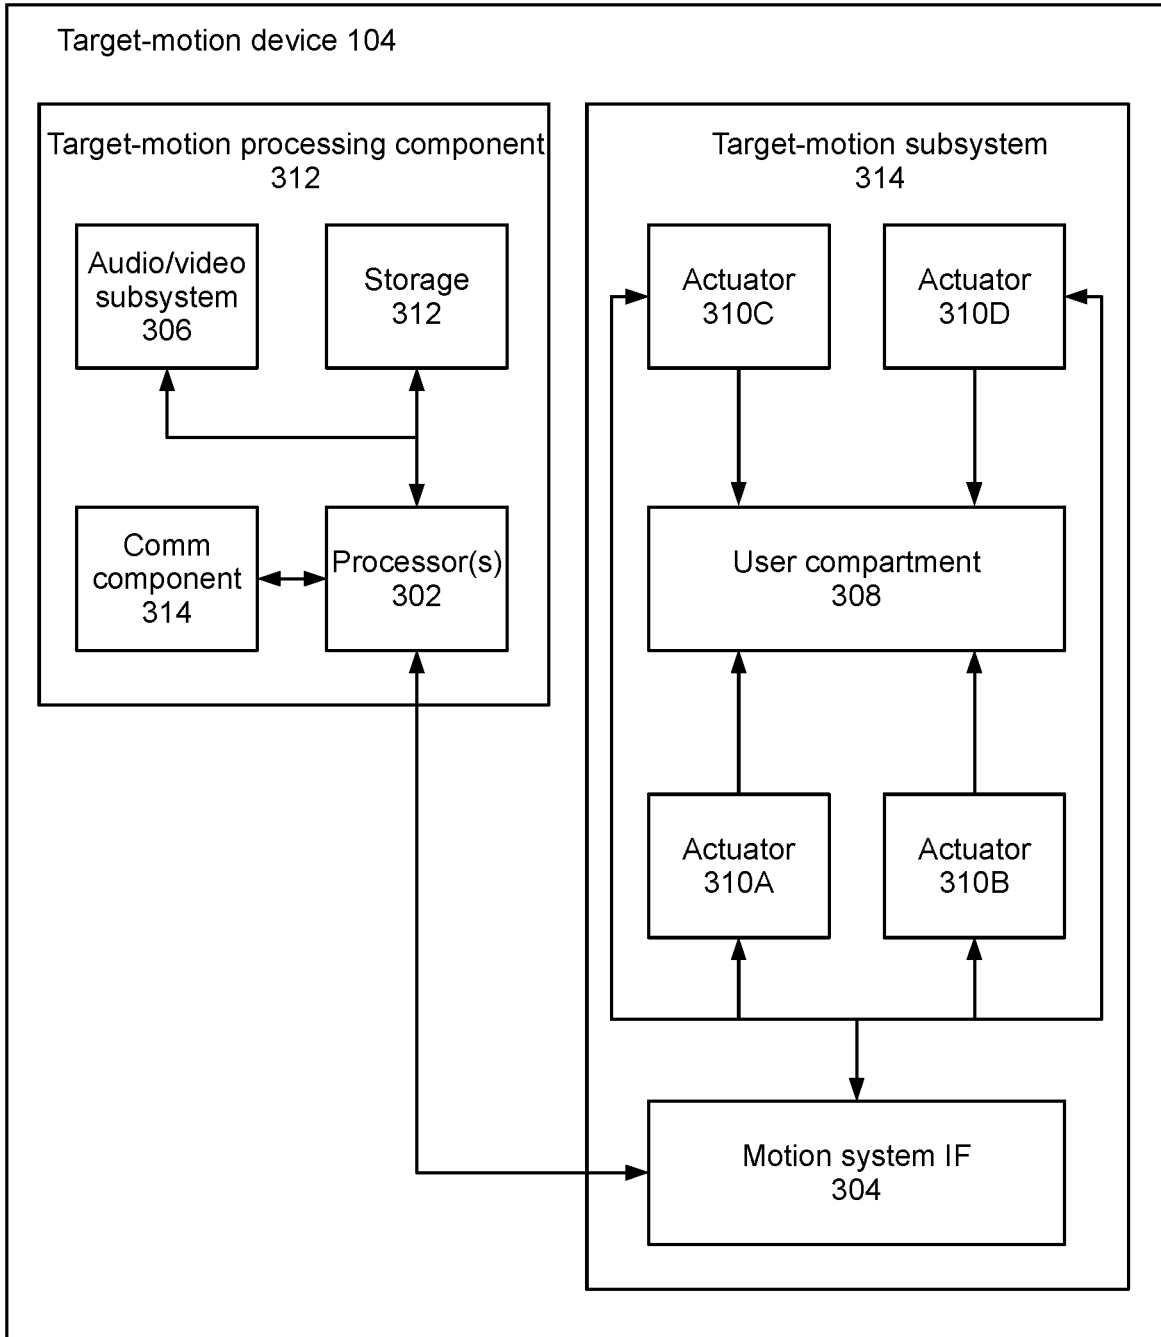 Target-motion device 104
Target-motion processing component
312
Audio/video
subsystem
306
Storage
312
Comm
component
314
Processor(s)
302
Target-motion subsystem
314
Actuator
310C
Actuator
310D
User compartment
308
Actuator
310A
Actuator
310B
Motion system IF
304